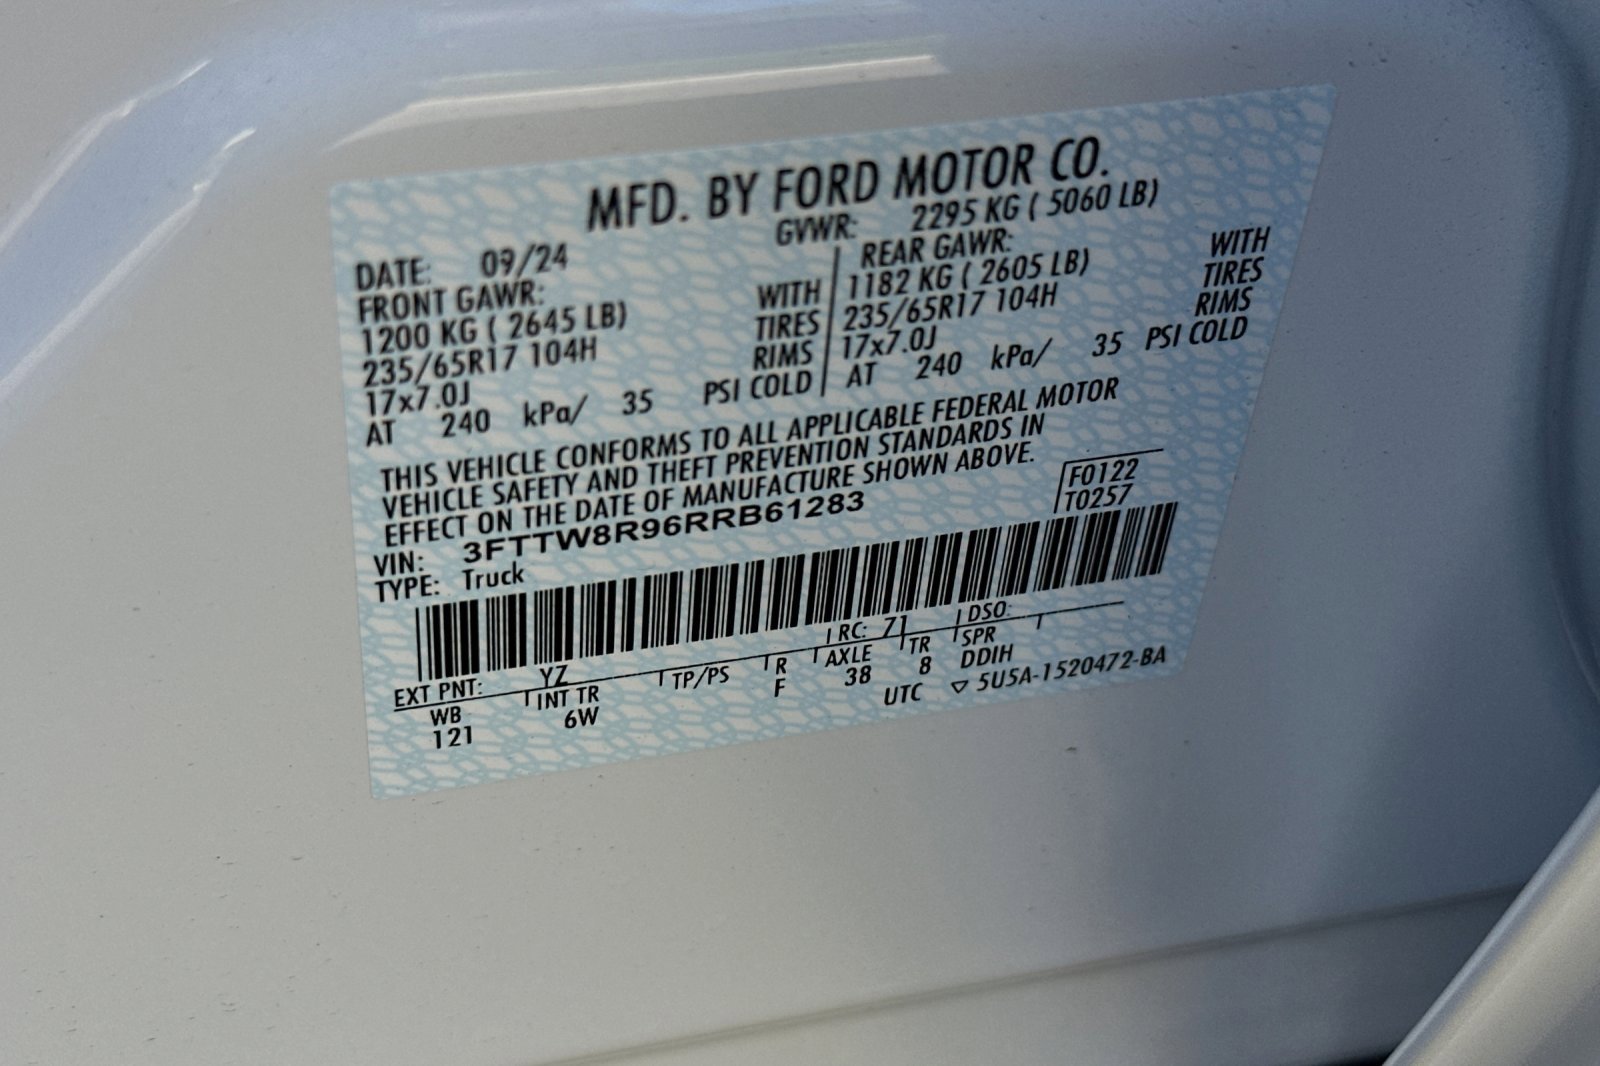 MFD. BY FORD MOTOR CO.
DATE: 09/24 GVWR: 2295 KG ( 5060 LB)
FRONT GAWR:
1200 KG ( 2645 LB) WITH
235/65R17 104H TIRES
17x7.0J RIMS
AT 240 kPa/ 35 PSI COLD
REAR GAWR:
1182 KG ( 2605 LB) WITH
235/65R17 104H TIRES
17x7.0J RIMS
AT 240 kPa/ 35 PSI COLD
THIS VEHICLE CONFORMS TO ALL APPLICABLE FEDERAL MOTOR
VEHICLE SAFETY AND THEFT PREVENTION STANDARDS IN
EFFECT ON THE DATE OF MANUFACTURE SHOWN ABOVE.
VIN: 3FTTW8R96RRB61283
TYPE: Truck
F0122
T0257
EXT PNT: YZ RC: 71 DSO:
WB INT TR TP/PS R AXLE TR SPR
121 6W F 38 8 DDIH
UTC ▽ 5U5A-1520472-BA